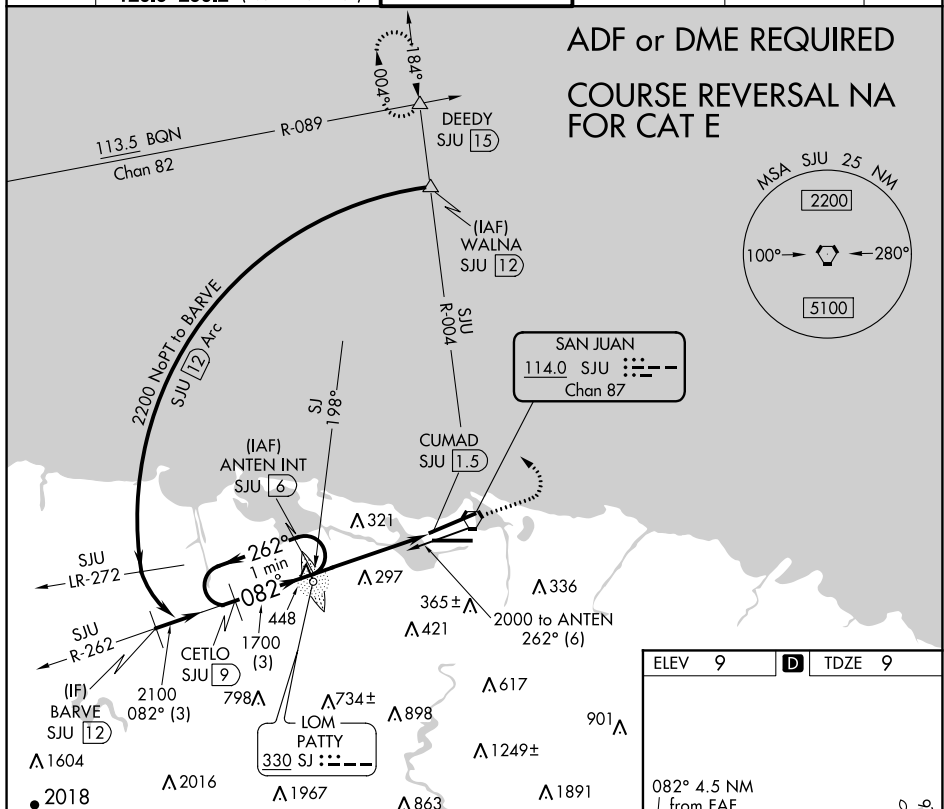 ADF or DME REQUIRED
COURSE REVERSAL NA
FOR CAT E
184°
004°
DEEDY
SJU 15
113.5 BQN
Chan 82
R-089
MSA SJU 25 NM
2200
100°
280°
5100
(IAF)
WALNA
SJU 12
2200 NoPT to BARVE
SJU 12 Arc
SJU
R-004
SAN JUAN
114.0 SJU
Chan 87
SJ
198°
(IAF)
ANTEN INT
SJU 6
CUMAD
SJU 1.5
321
262°
1 min
082°
SJU
LR-272
297
336
365±
448
2000 to ANTEN
262° (6)
421
SJU
R-262
CETLO
SJU 9
1700
(3)
(IF)
BARVE
SJU 12
2100
082° (3)
798
734±
617
898
901
LOM
PATTY
330 SJ
1249±
1604
2016
2018
1967
863
1891
ELEV 9
D
TDZE 9
082° 4.5 NM
from FAF